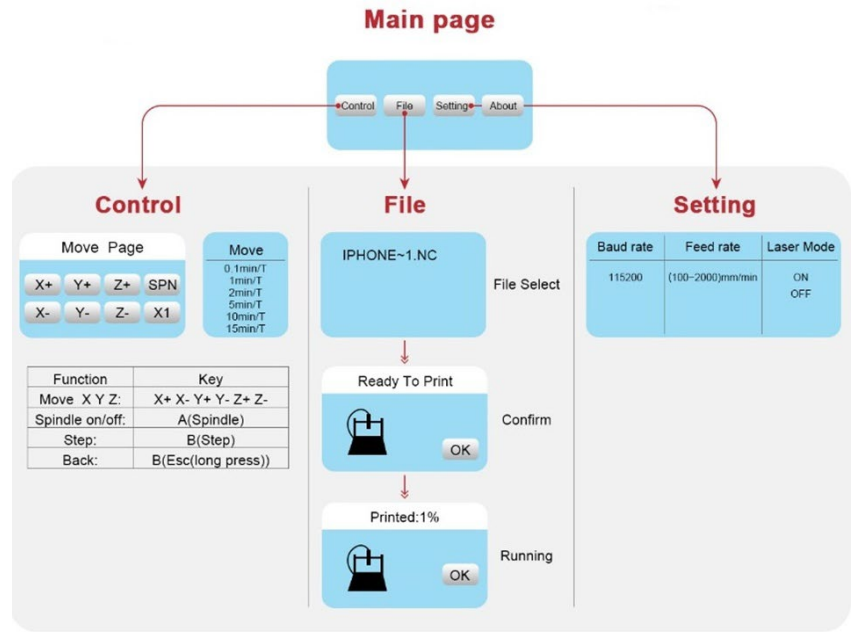 Main page
Control File Setting About
Control
Move Page
X+ Y+ Z+ SPN
X- Y- Z- X1
Move
0.1min/T
1min/T
2min/T
5min/T
10min/T
15min/T
Function Key
Move X Y Z: X+ X- Y+ Y- Z+ Z-
Spindle on/off: A(Spindle)
Step: B(Step)
Back: B(Esc(long press))
File
IPHONE~1.NC
File Select
Ready To Print
OK
Confirm
Printed:1%
OK
Running
Setting
Baud rate Feed rate Laser Mode
115200 (100~2000)mm/min ON
OFF